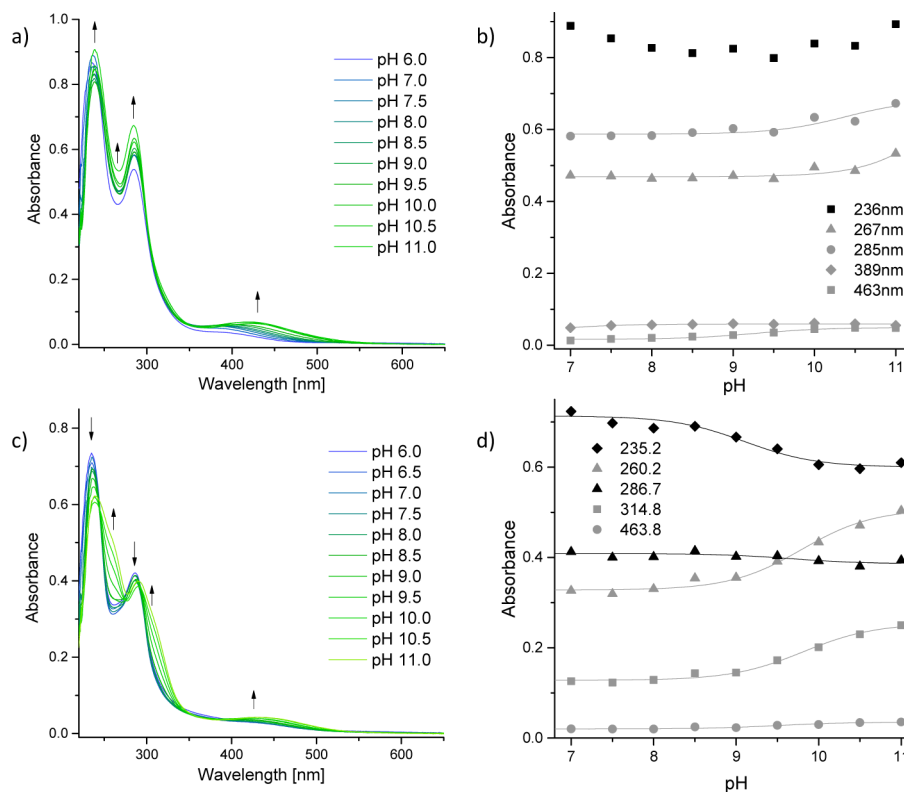 a)
1.0
0.8
0.6
0.4
0.2
0.0
Absorbance
300
400
500
600
Wavelength [nm]
pH 6.0
pH 7.0
pH 7.5
pH 8.0
pH 8.5
pH 9.0
pH 9.5
pH 10.0
pH 10.5
pH 11.0
b)
0.8
0.6
0.4
0.2
0.0
Absorbance
7
8
9
10
11
pH
236nm
267nm
285nm
389nm
463nm
c)
0.8
0.6
0.4
0.2
0.0
Absorbance
300
400
500
600
Wavelength [nm]
pH 6.0
pH 6.5
pH 7.0
pH 7.5
pH 8.0
pH 8.5
pH 9.0
pH 9.5
pH 10.0
pH 10.5
pH 11.0
d)
0.6
0.4
0.2
0.0
Absorbance
7
8
9
10
11
pH
235.2
260.2
286.7
314.8
463.8